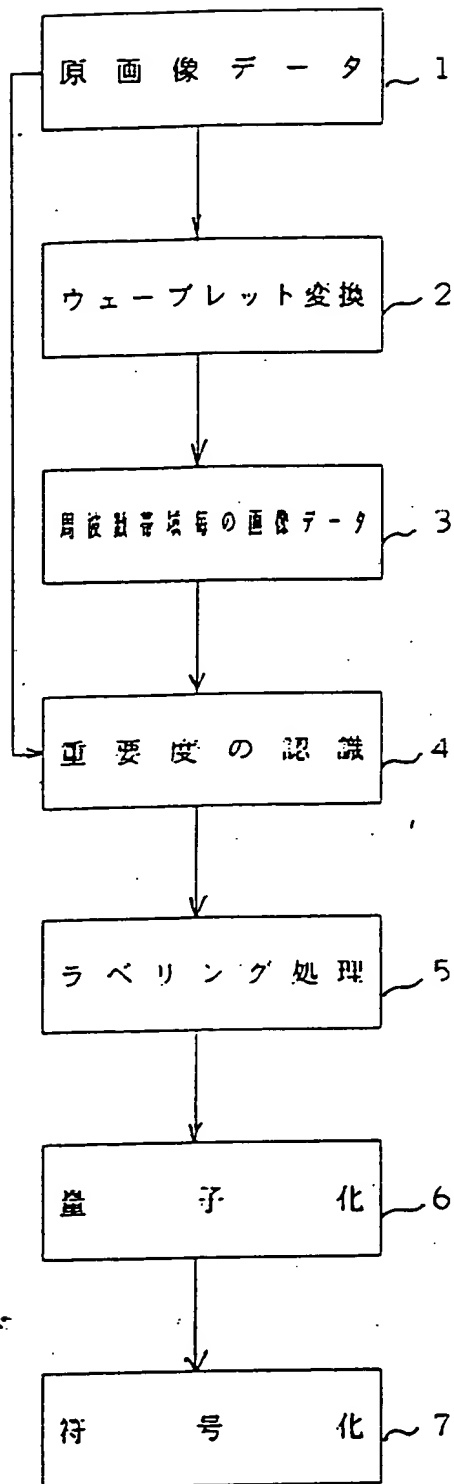 原画像データ 1
ウェーブレット変換 2
周波数帯域毎の画像データ 3
重要度の認識 4
ラベリング処理 5
量子化 6
符号化 7